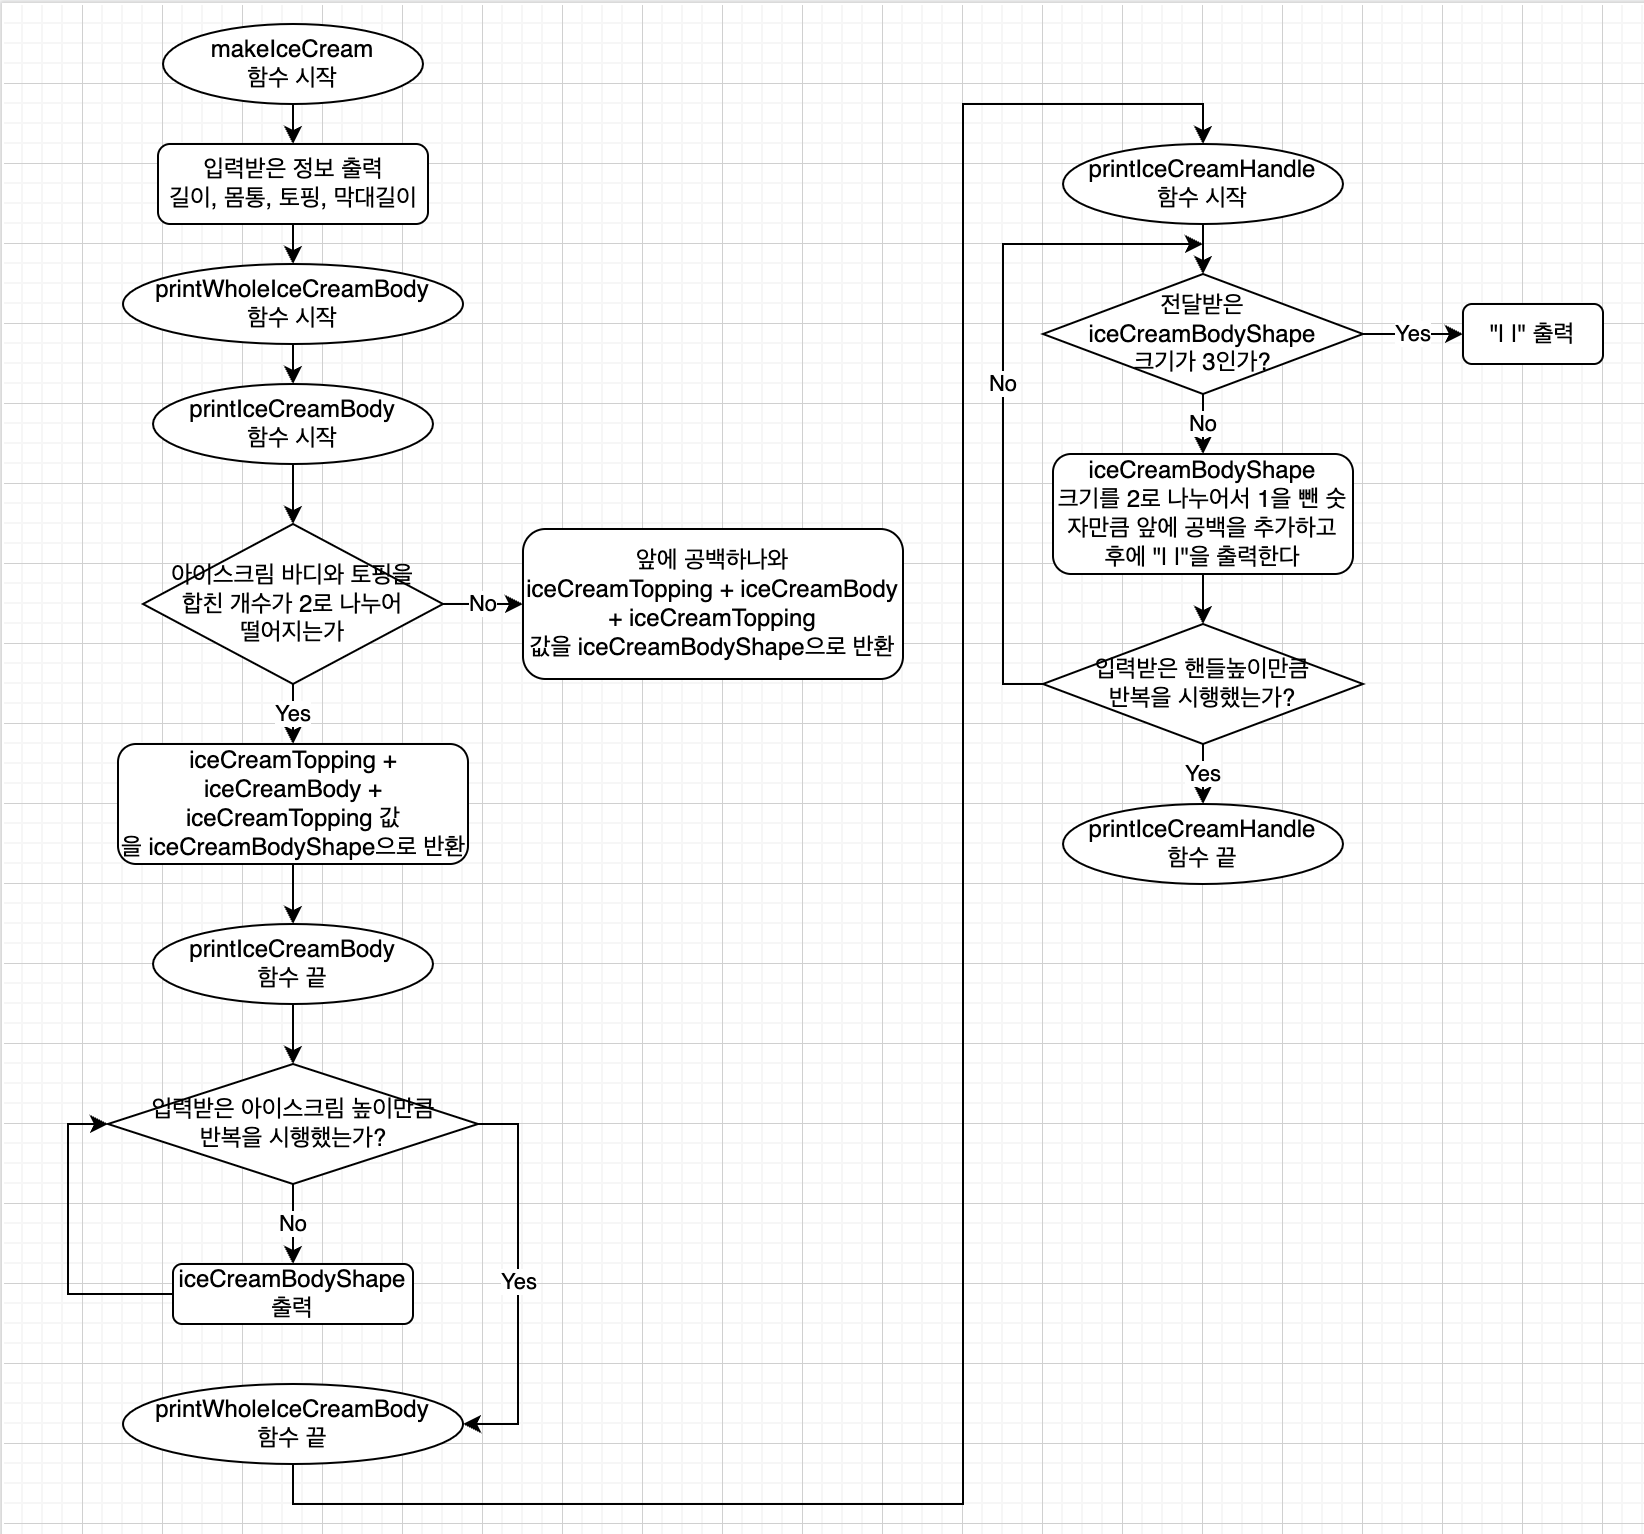 makeIceCream
함수 시작
입력받은 정보 출력
길이, 몸통, 토핑, 막대길이
printWholeIceCreamBody
함수 시작
printIceCreamBody
함수 시작
아이스크림 바디와 토핑을
합친 개수가 2로 나누어
떨어지는가
No
앞에 공백하나와
iceCreamTopping + iceCreamBody
+ iceCreamTopping
값을 iceCreamBodyShape으로 반환
Yes
iceCreamTopping +
iceCreamBody +
iceCreamTopping 값
을 iceCreamBodyShape으로 반환
printIceCreamBody
함수 끝
입력받은 아이스크림 높이만큼
반복을 시행했는가?
No
iceCreamBodyShape
출력
Yes
printWholeIceCreamBody
함수 끝
printIceCreamHandle
함수 시작
전달받은
iceCreamBodyShape
크기가 3인가?
Yes
"| |" 출력
No
No
iceCreamBodyShape
크기를 2로 나누어서 1을 뺀 숫
자만큼 앞에 공백을 추가하고
후에 "| |"을 출력한다
입력받은 핸들높이만큼
반복을 시행했는가?
Yes
printIceCreamHandle
함수 끝